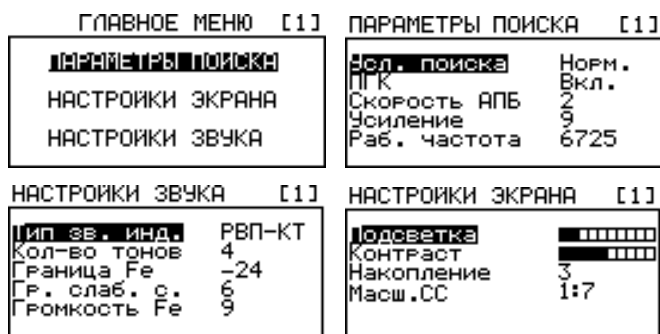 ГЛАВНОЕ МЕНЮ [1]
ПАРАМЕТРЫ ПОИСКА
НАСТРОЙКИ ЭКРАНА
НАСТРОЙКИ ЗВУКА
ПАРАМЕТРЫ ПОИСКА [1]
Усл. поиска Норм.
ПГК Вкл.
Скорость АПБ 2
Усиление 9
Раб. частота 6725
НАСТРОЙКИ ЗВУКА [1]
Тип зв. инд. РВП-КТ
Кол-во тонов 4
Граница Fe -24
Гр. слаб. с. 6
Громкость Fe 9
НАСТРОЙКИ ЭКРАНА [1]
Подсветка
Контраст
Накопление 3
Масш.СС 1:7